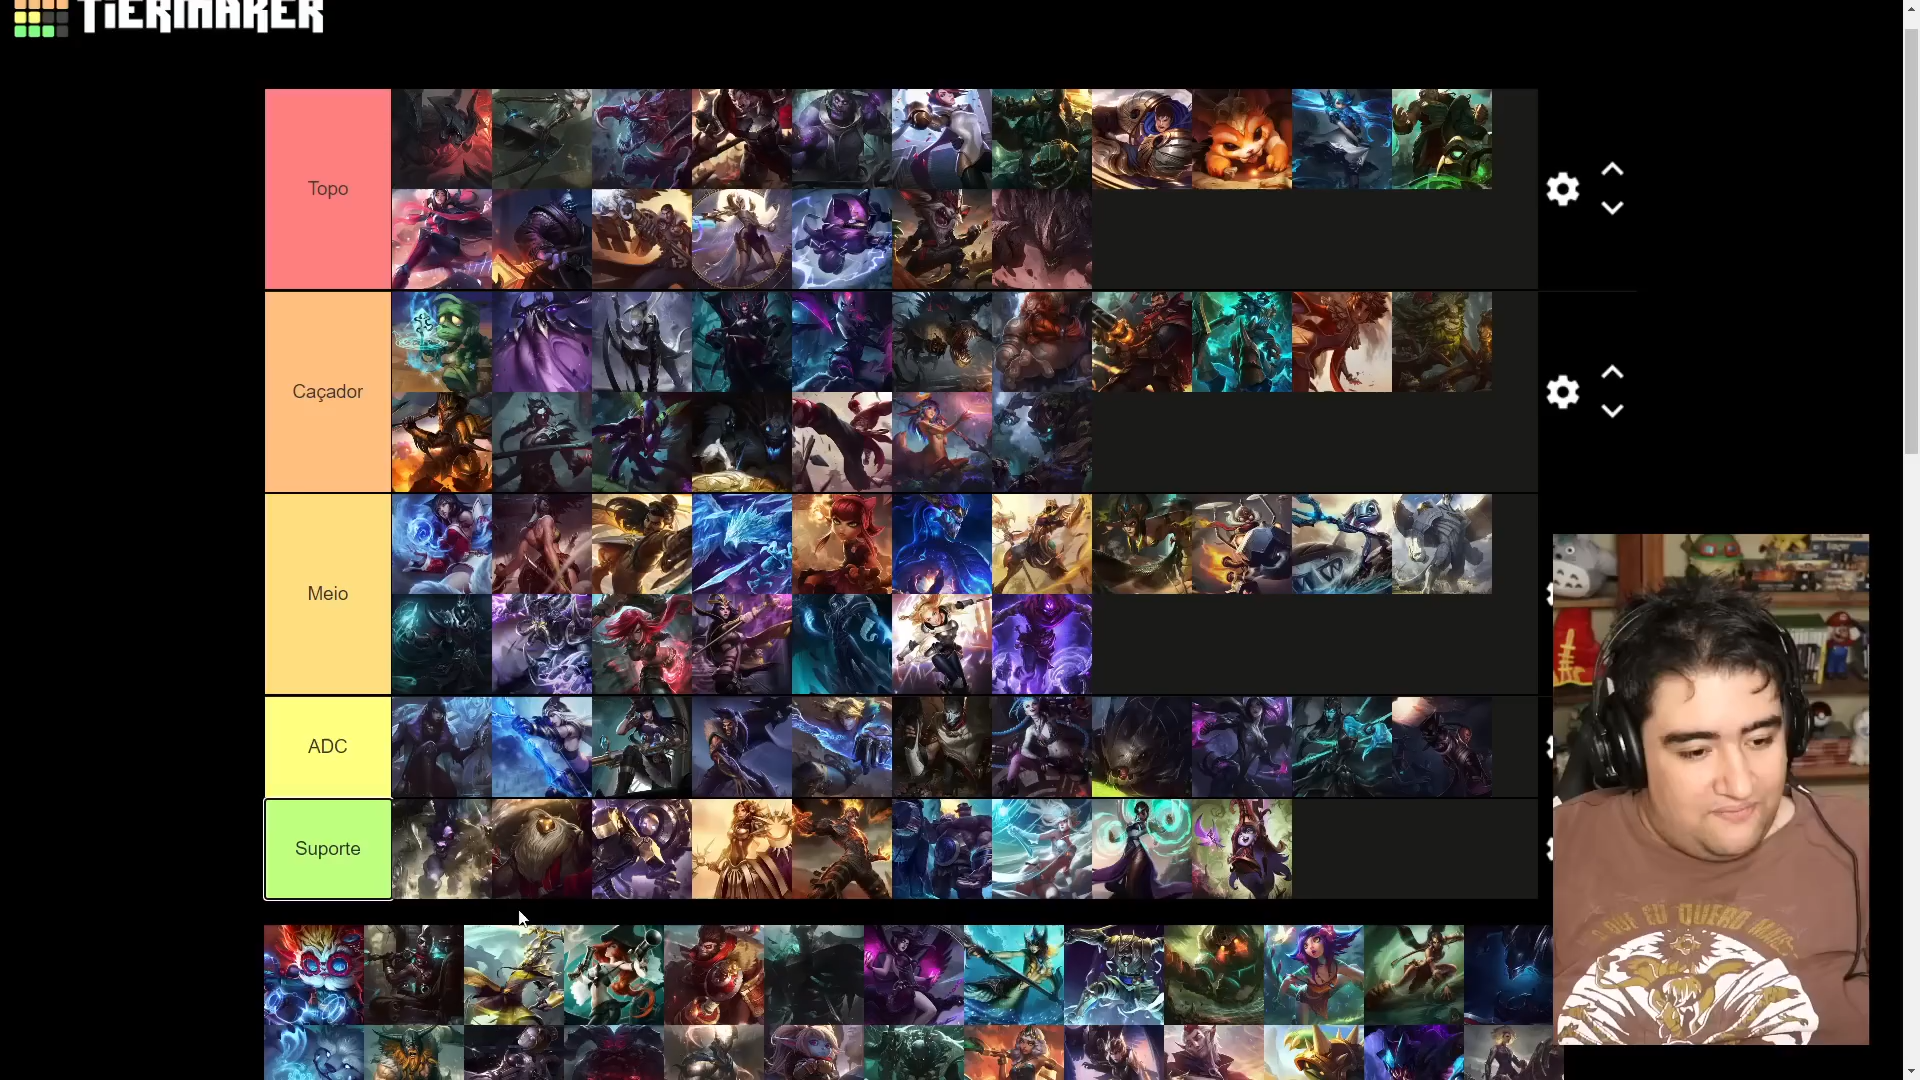 TIERMAKER
Topo
Caçador
Meio
ADC
Suporte
QUE EU QUERO MAIS